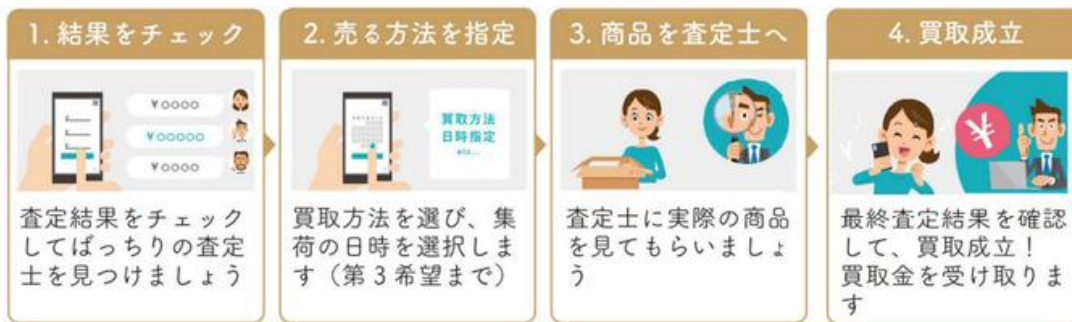 1. 結果をチェック
¥0000
¥00000
¥0000
査定結果をチェック
してばっちりの査定
士を見つけましょう
2. 売る方法を指定
買取方法
日時指定
買取方法を選び、集
荷の日時を選択しま
す（第3希望まで）
3. 商品を査定士へ
査定士に実際の商品
を見てもらいましょ
う
4. 買取成立
¥
最終査定結果を確認
して、買取成立！
買取金を受け取りま
す